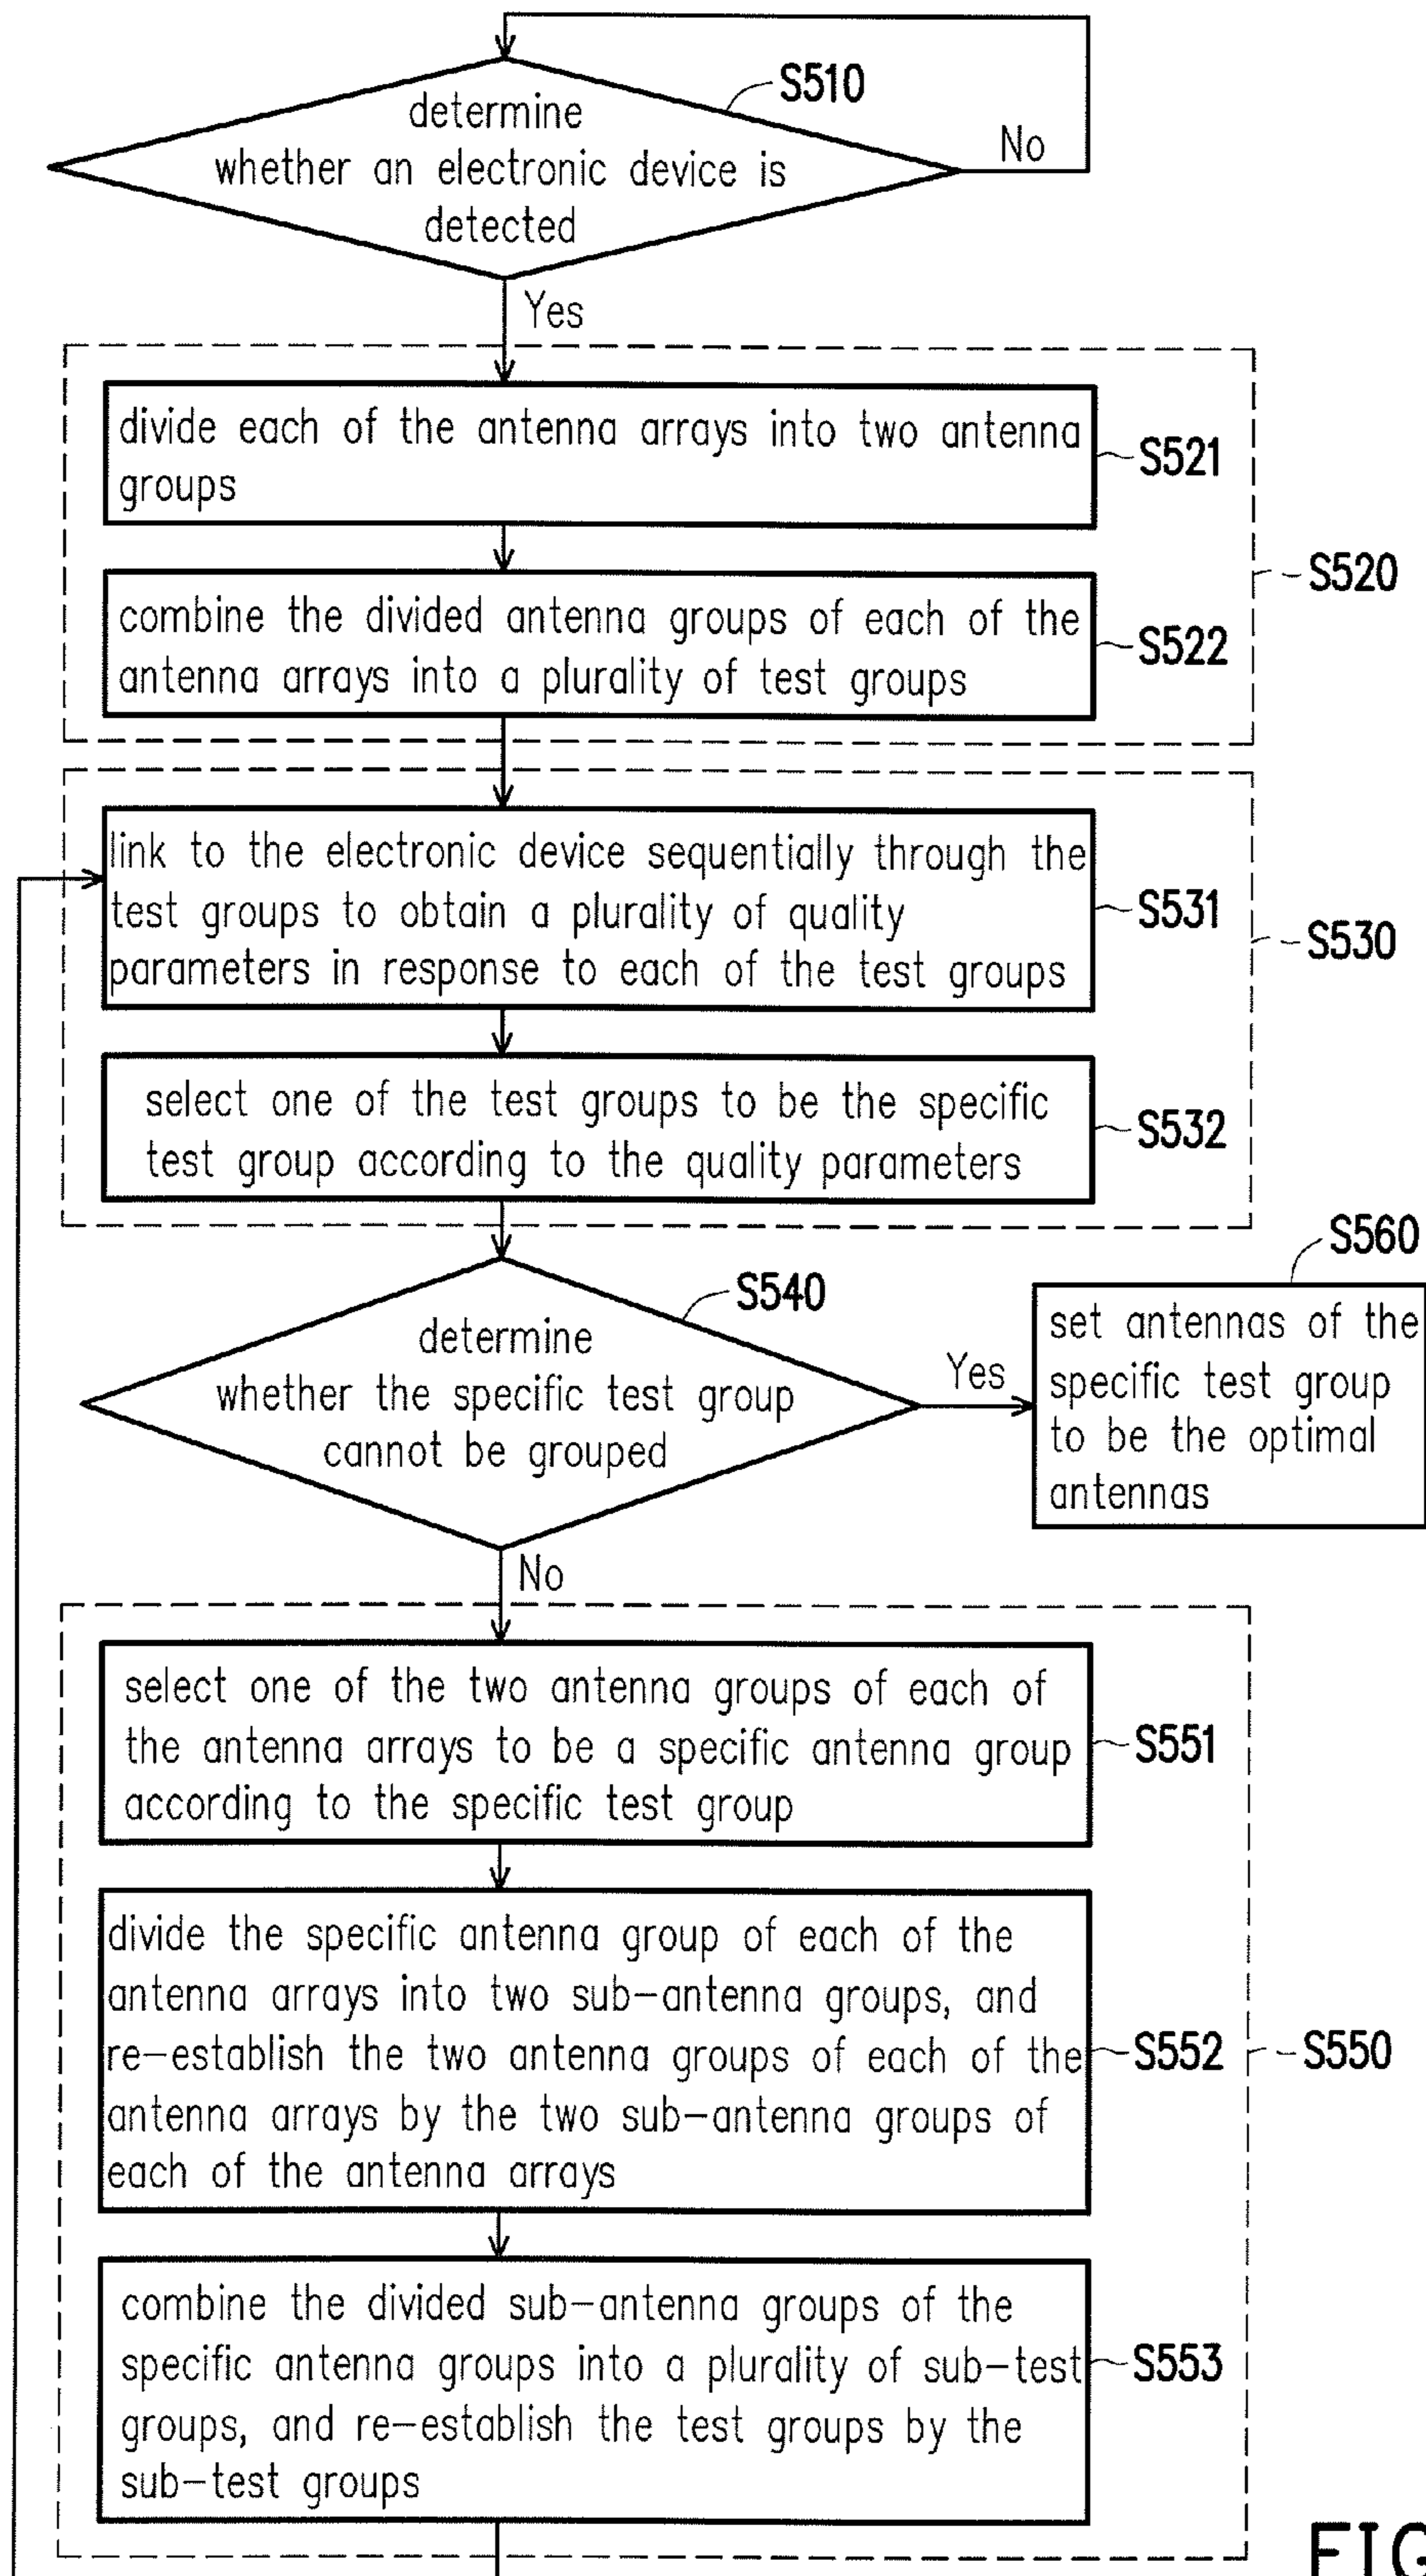 S510
determine
whether an electronic device is
detected
No
Yes
divide each of the antenna arrays into two antenna
groups
S521
combine the divided antenna groups of each of the
antenna arrays into a plurality of test groups
S522
S520
link to the electronic device sequentially through the
test groups to obtain a plurality of quality
parameters in response to each of the test groups
S531
S530
select one of the test groups to be the specific
test group according to the quality parameters
S532
S540
determine
whether the specific test group
cannot be grouped
Yes
S560
set antennas of the
specific test group
to be the optimal
antennas
No
select one of the two antenna groups of each of
the antenna arrays to be a specific antenna group
according to the specific test group
S551
divide the specific antenna group of each of the
antenna arrays into two sub-antenna groups, and
re-establish the two antenna groups of each of the
antenna arrays by the two sub-antenna groups of
each of the antenna arrays
S552
S550
combine the divided sub-antenna groups of the
specific antenna groups into a plurality of sub-test
groups, and re-establish the test groups by the
sub-test groups
S553
FIG